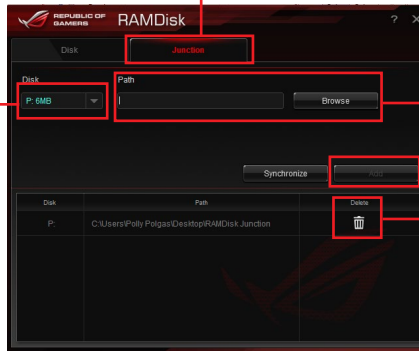 REPUBLIC OF
GAMERS
RAMDisk
? X
Disk
Junction
Disk
Path
P: 6MB
Browse
Synchronize
Add
Disk
Path
Delete
P:
C:\Users\Polly Polgas\Desktop\RAMDisk Junction